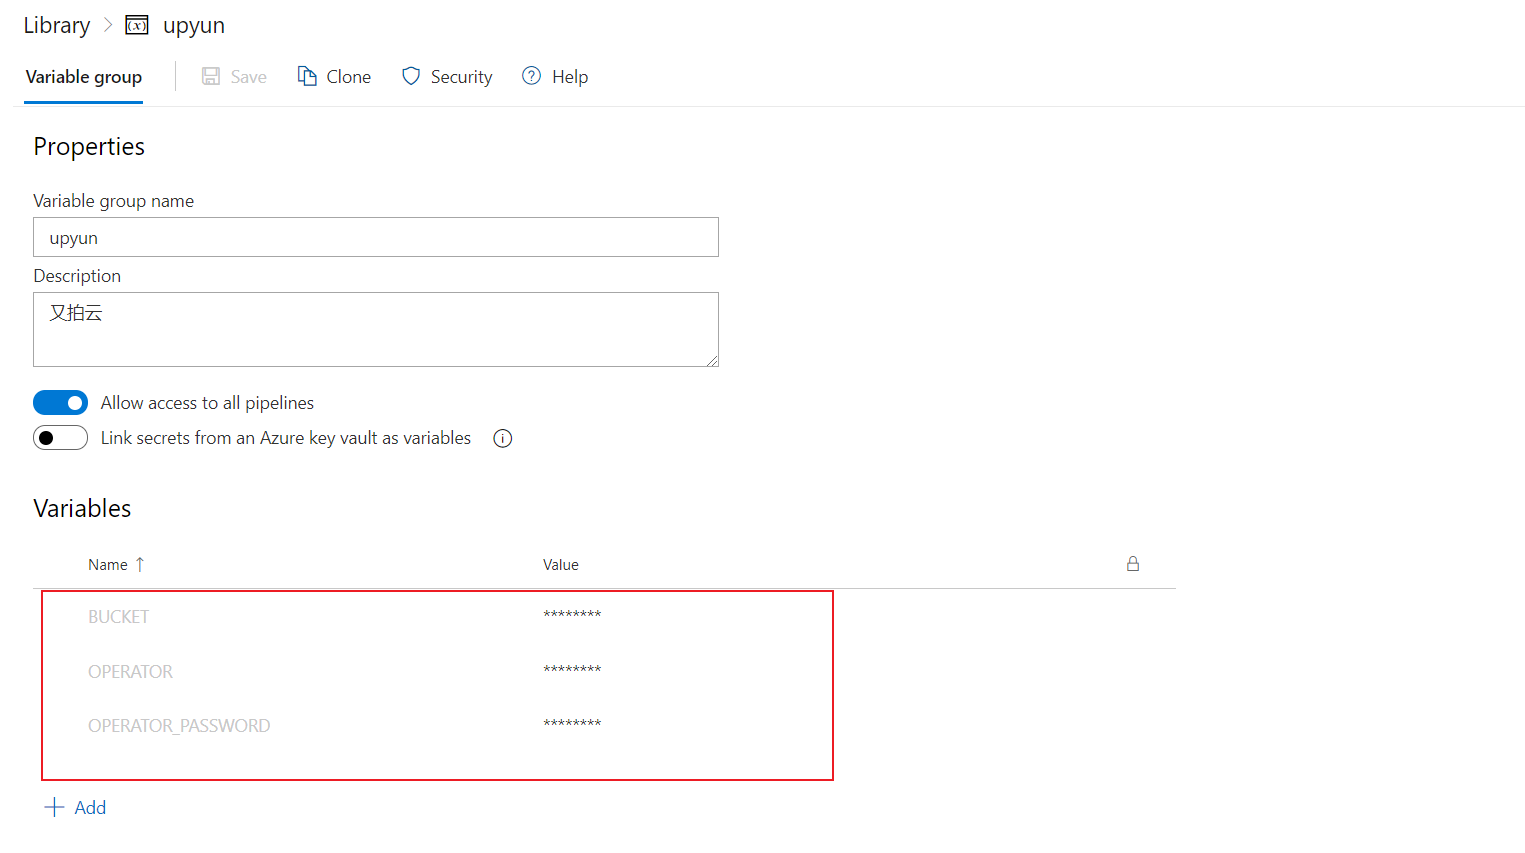 Library > upyun
Variable group Save Clone Security Help
Properties
Variable group name
upyun
Description
又拍云
Allow access to all pipelines
Link secrets from an Azure key vault as variables
Variables
Name ↑ Value
BUCKET ********
OPERATOR ********
OPERATOR_PASSWORD ********
+ Add